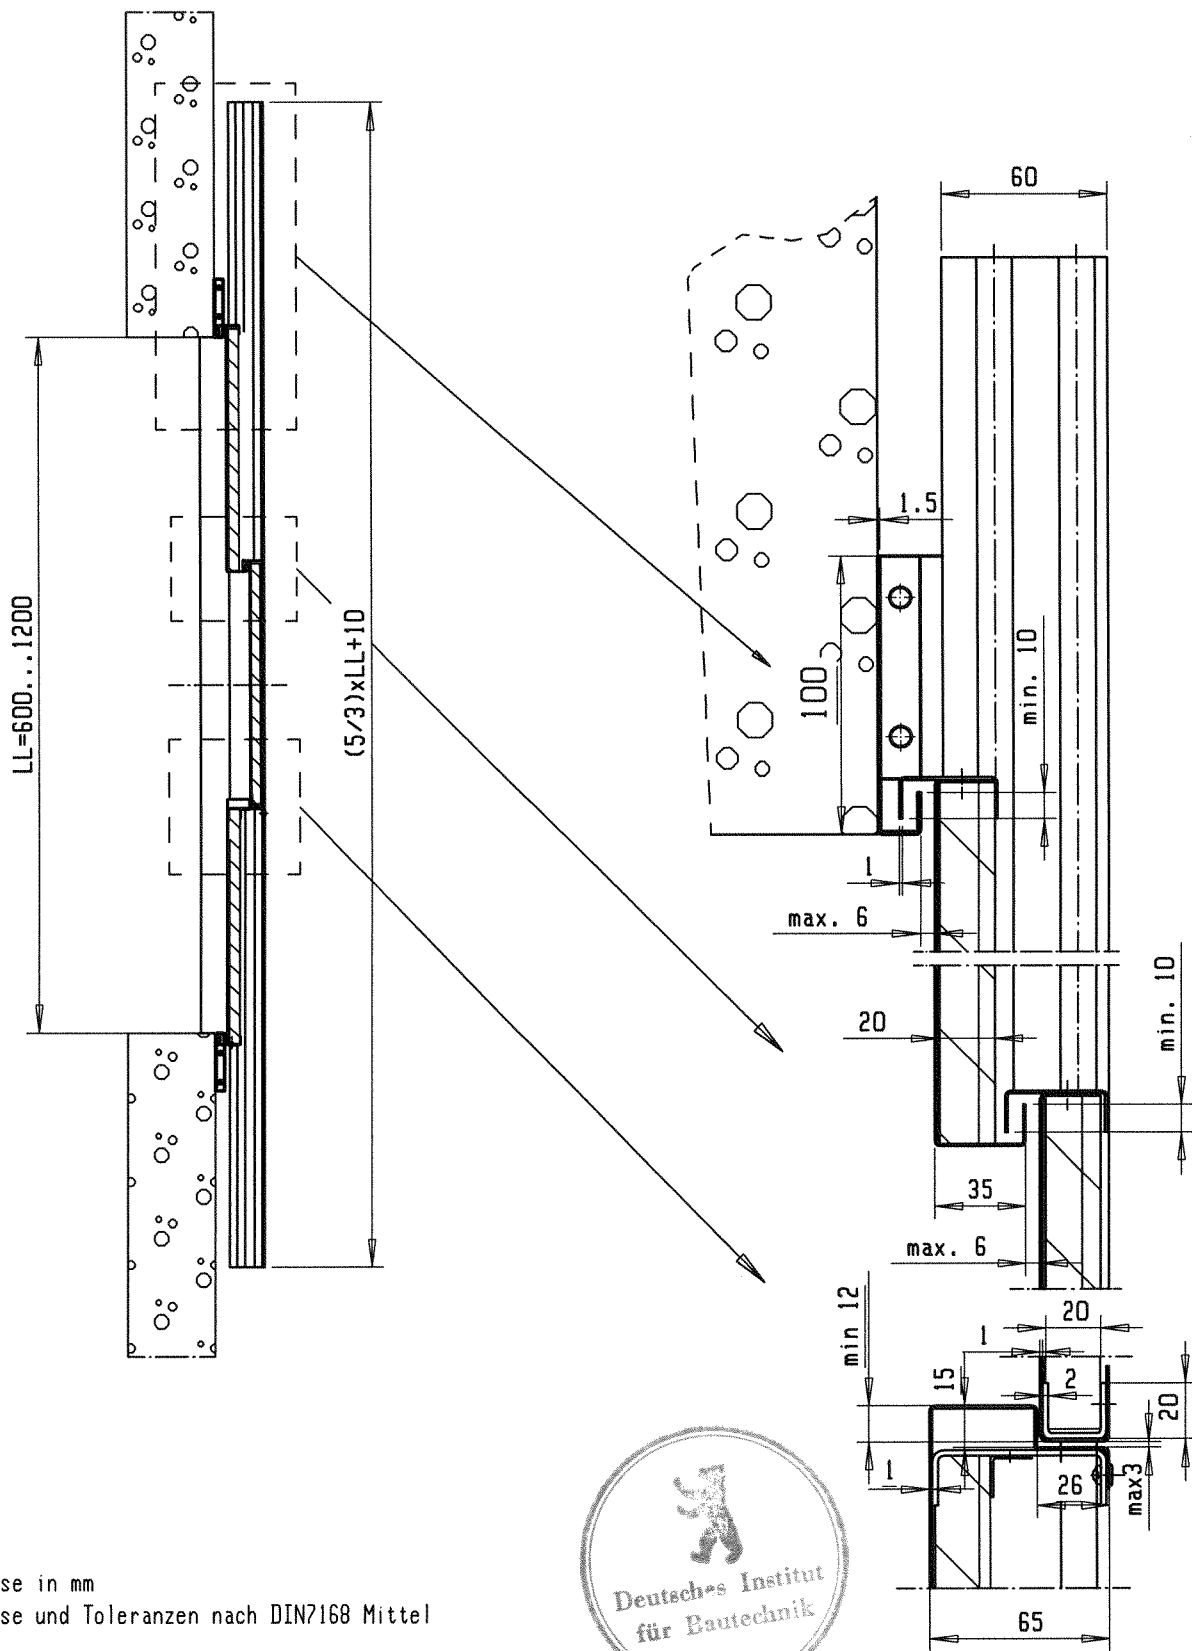 60
1.5
LL=600...1200
(5/3)xLL+10
100
min. 10
1
max. 6
20
min. 10
35
max. 6
min 12
20
1
15
2
20
1
26
max3
65
se in mm
se und Toleranzen nach DIN7168 Mittel
Deutsches Institut
für Bautechnik